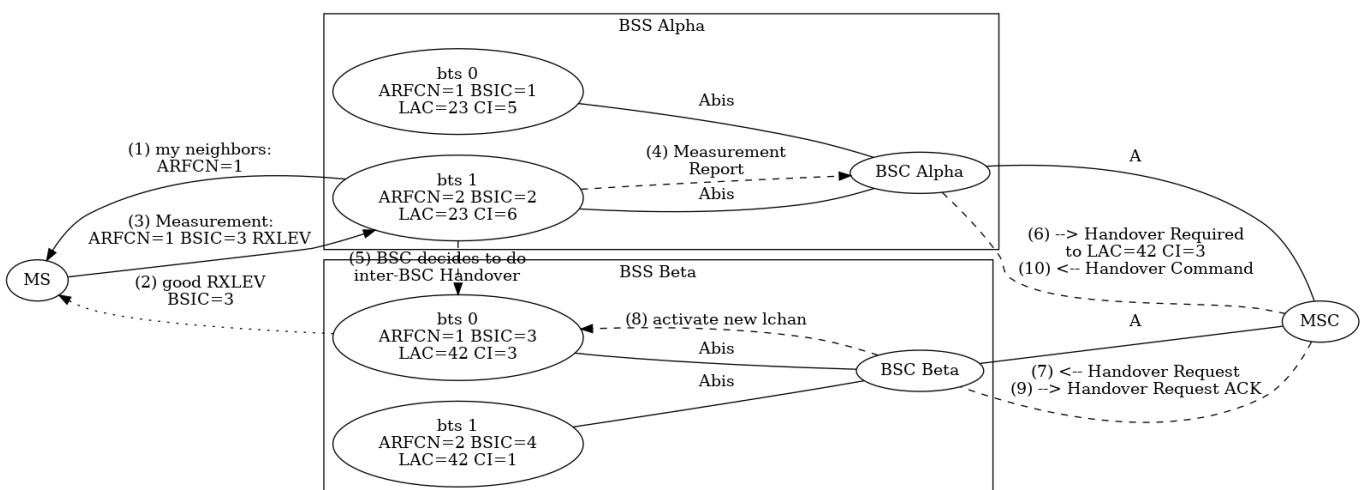 BSS Alpha
bts 0
ARFCN=1 BSIC=1
LAC=23 CI=5
Abis
(1) my neighbors:
ARFCN=1
(4) Measurement
Report
A
bts 1
ARFCN=2 BSIC=2
LAC=23 CI=6
BSC Alpha
Abis
(3) Measurement:
ARFCN=1 BSIC=3 RXLEV
(6) --> Handover Required
to LAC=42 CI=3
(10) <-- Handover Command
(5) BSC decides to do
inter-BSC Handover
BSS Beta
MS
(2) good RXLEV
BSIC=3
bts 0
ARFCN=1 BSIC=3
LAC=42 CI=3
(8) activate new lchan
A
MSC
Abis
BSC Beta
(7) <-- Handover Request
(9) --> Handover Request ACK
Abis
bts 1
ARFCN=2 BSIC=4
LAC=42 CI=1